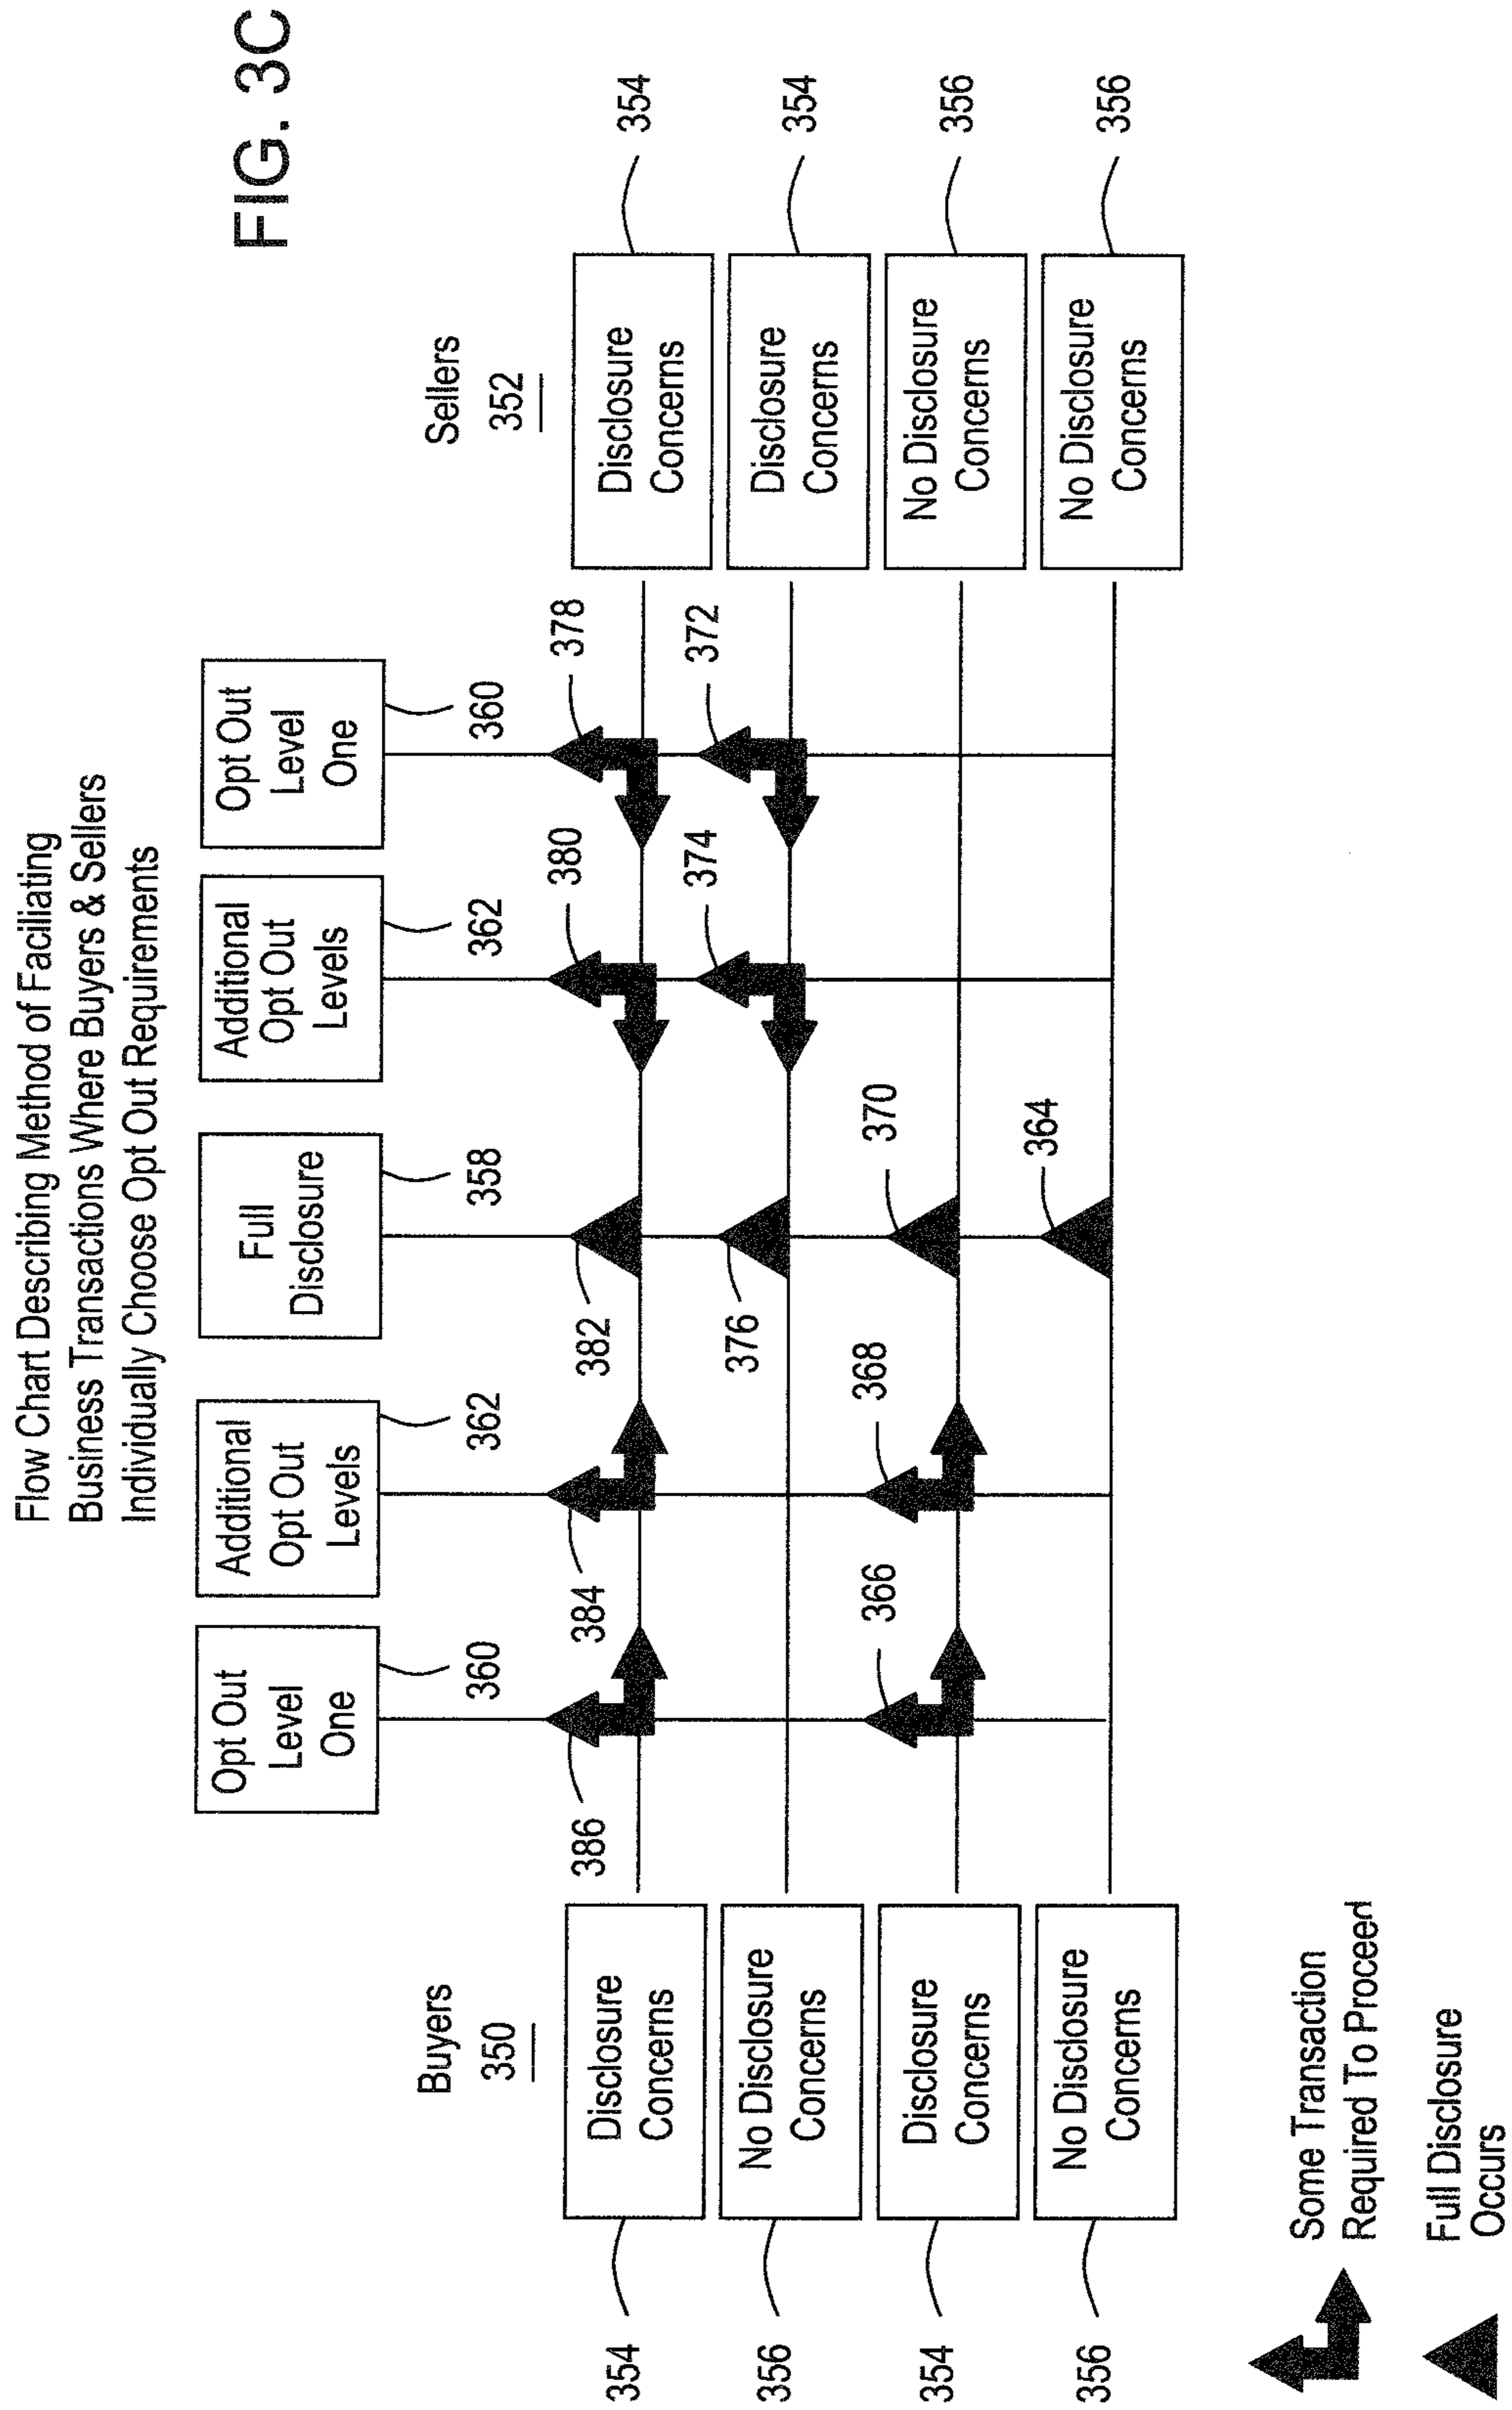 Flow Chart Describing Method of Faciliating
Business Transactions Where Buyers & Sellers
Individually Choose Opt Out Requirements
FIG. 3C
Opt Out
Level
One
360
Additional
Opt Out
Levels
362
Full
Disclosure
358
Additional
Opt Out
Levels
362
Opt Out
Level
One
360
Buyers
350
Sellers
352
354
Disclosure
Concerns
386
384
382
380
378
Disclosure
Concerns
354
356
No Disclosure
Concerns
376
374
372
Disclosure
Concerns
354
354
Disclosure
Concerns
366
368
370
No Disclosure
Concerns
356
356
No Disclosure
Concerns
364
No Disclosure
Concerns
356
Some Transaction
Required To Proceed
Full Disclosure
Occurs